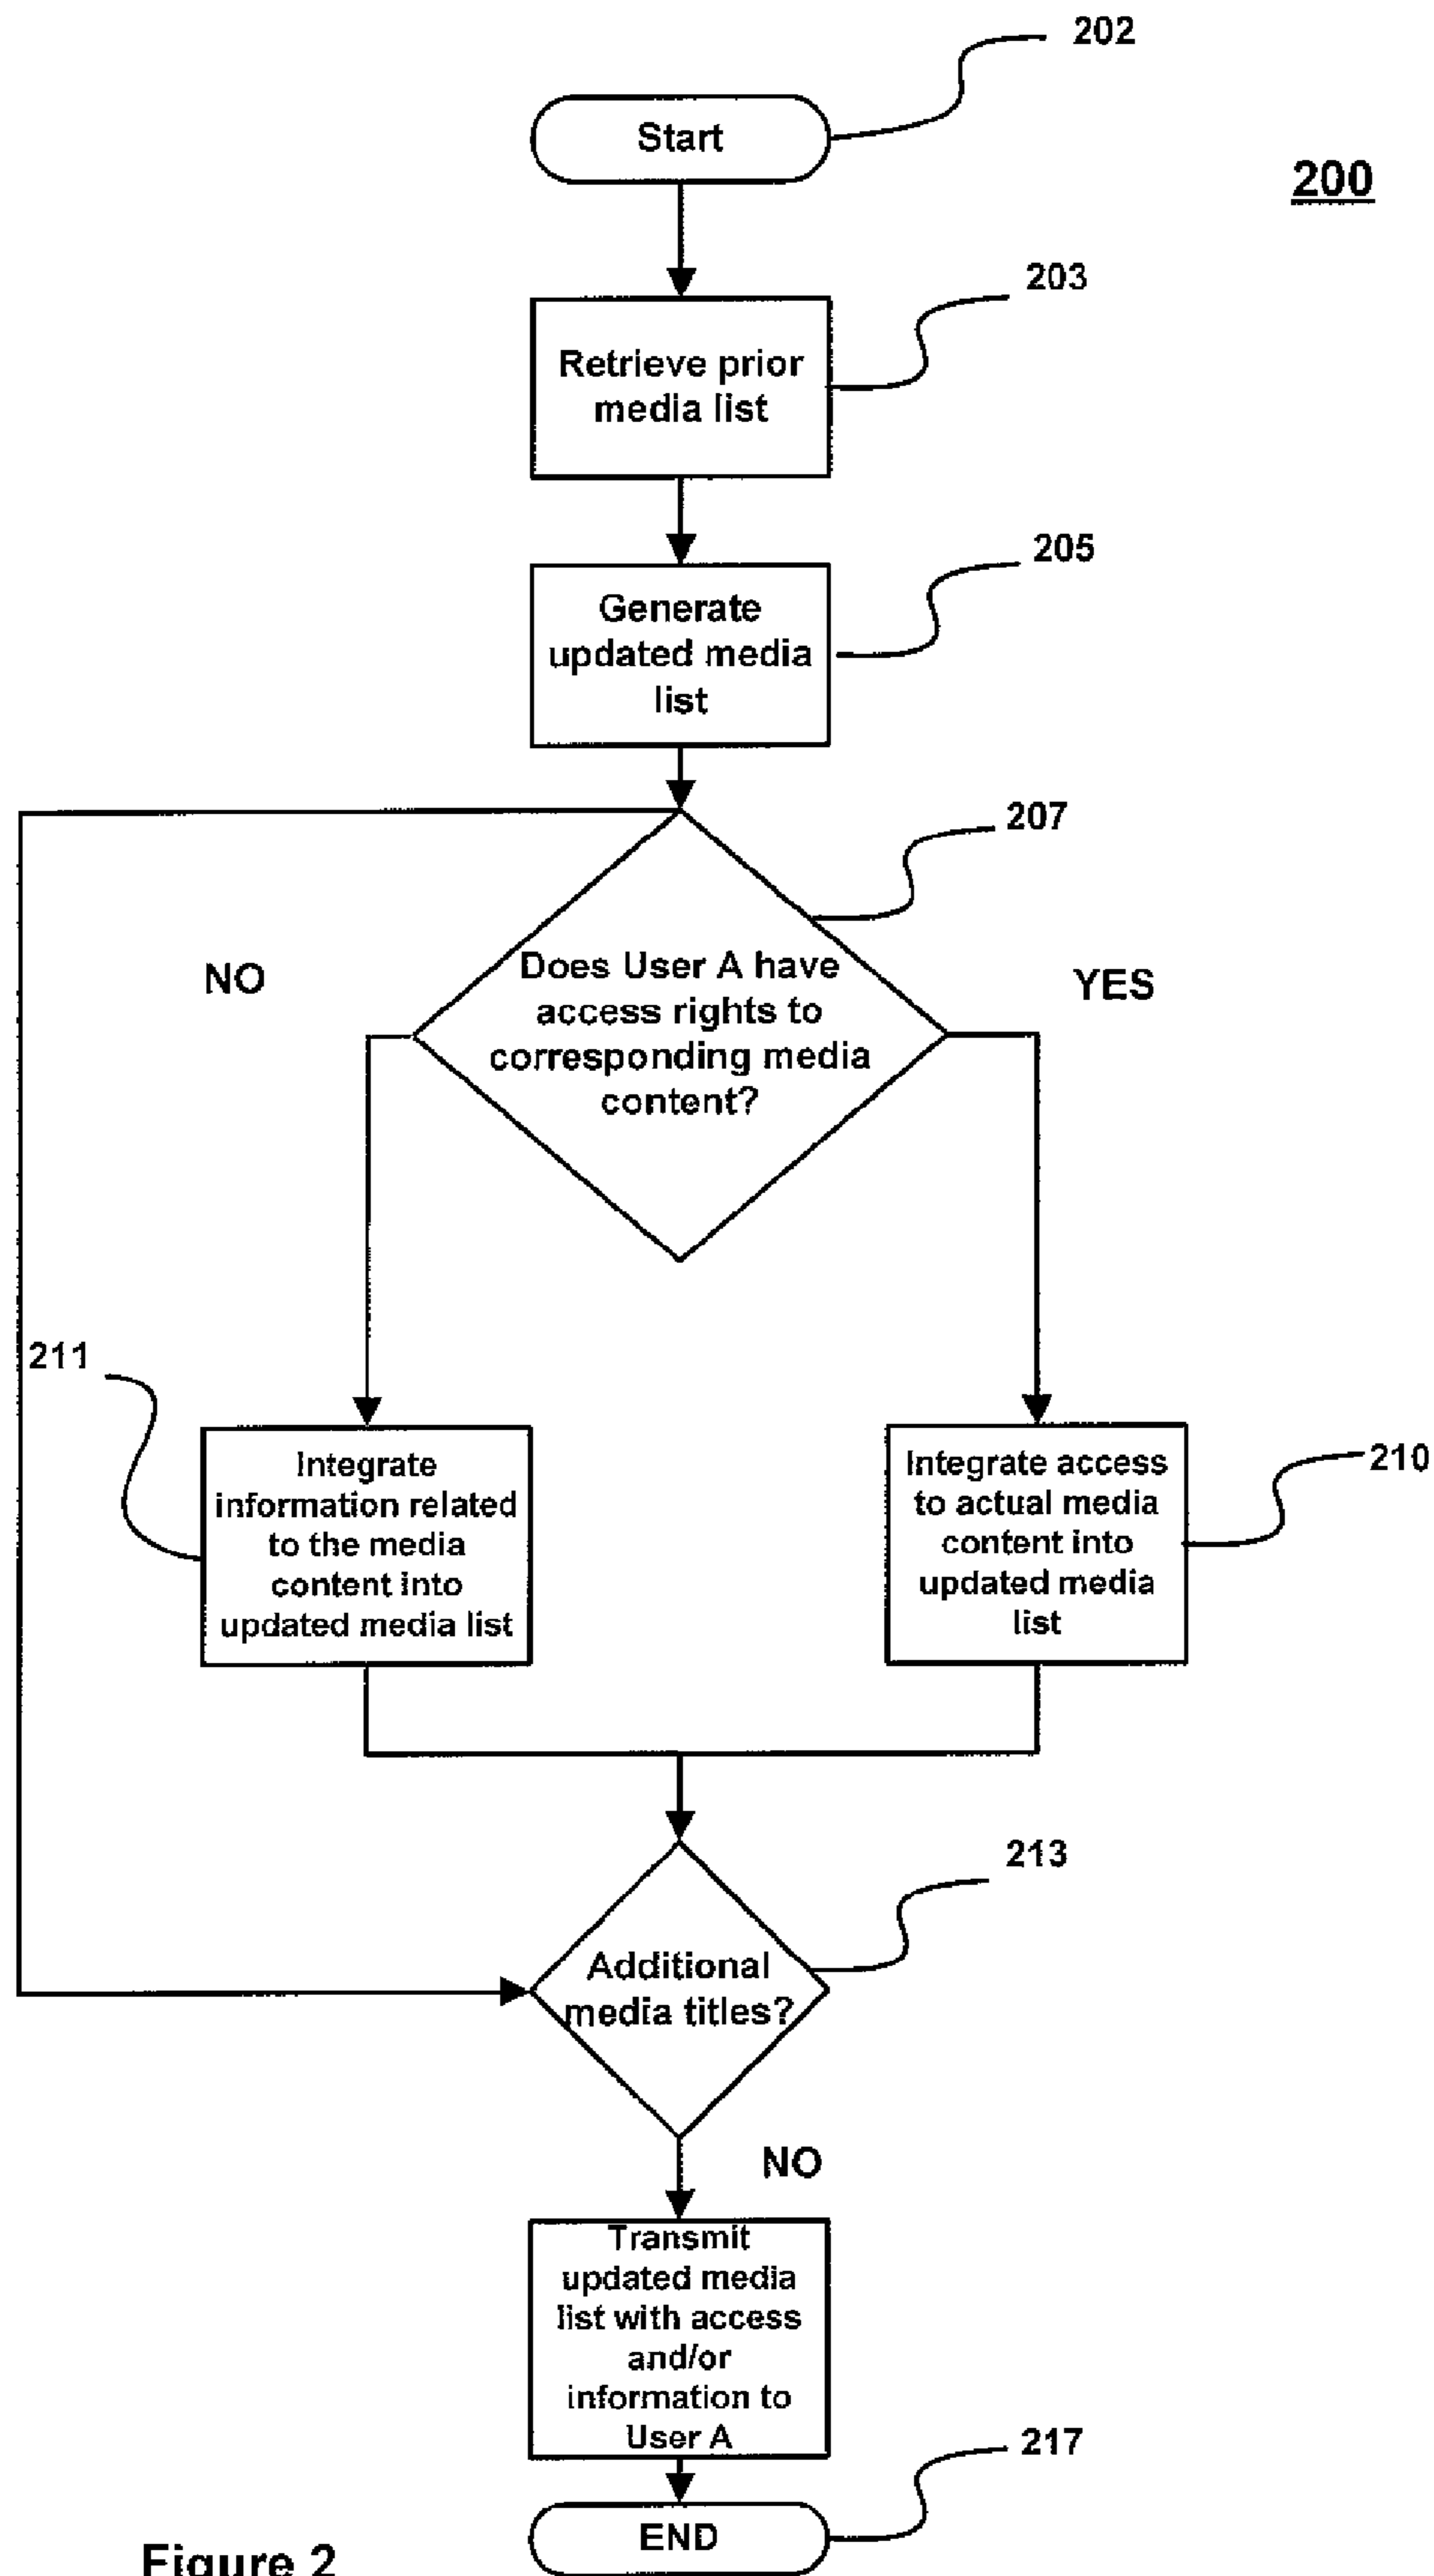 202
Start
200
203
Retrieve prior
media list
205
Generate
updated media
list
207
NO
YES
Does User A have
access rights to
corresponding media
content?
211
Integrate
information related
to the media
content into
updated media list
Integrate access
to actual media
content into
updated media
list
210
213
Additional
media titles?
NO
Transmit
updated media
list with access
and/or
information to
User A
217
END
Figure 2